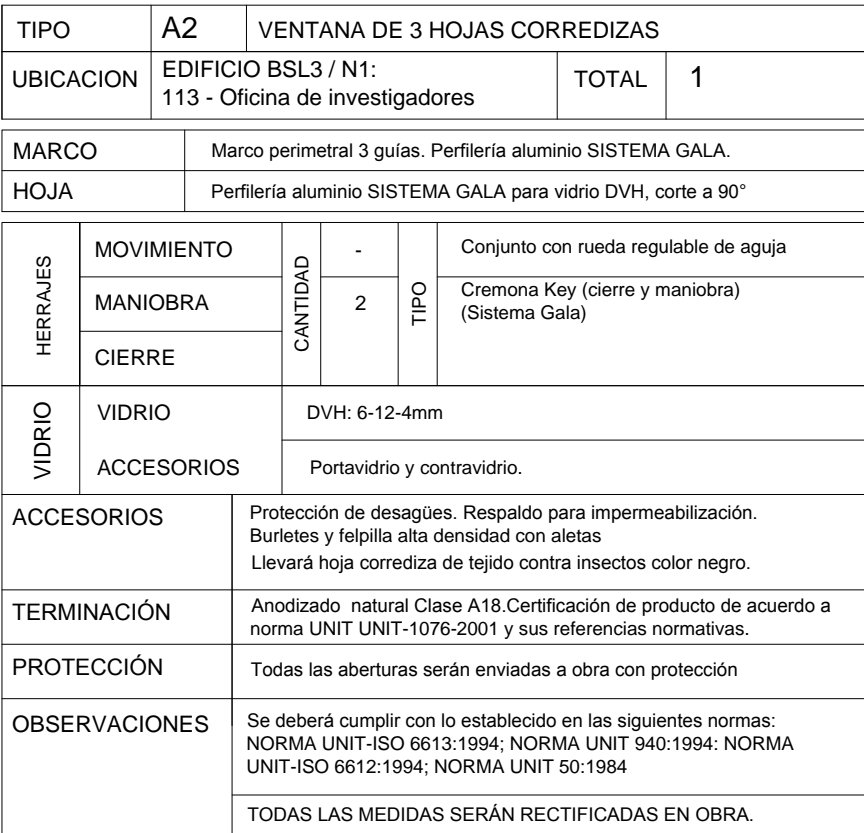 TIPO A2 VENTANA DE 3 HOJAS CORREDIZAS
UBICACION EDIFICIO BSL3 / N1:
113 - Oficina de investigadores TOTAL 1
MARCO Marco perimetral 3 guías. Perfilería aluminio SISTEMA GALA.
HOJA Perfilería aluminio SISTEMA GALA para vidrio DVH, corte a 90°
HERRAJES
MOVIMIENTO
CANTIDAD
-
TIPO
Conjunto con rueda regulable de aguja
MANIOBRA
2
Cremona Key (cierre y maniobra)
(Sistema Gala)
CIERRE
VIDRIO
VIDRIO DVH: 6-12-4mm
ACCESORIOS Portavidrio y contravidrio.
ACCESORIOS Protección de desagües. Respaldo para impermeabilización.
Burletes y felpilla alta densidad con aletas
Llevará hoja corrediza de tejido contra insectos color negro.
TERMINACIÓN Anodizado natural Clase A18.Certificación de producto de acuerdo a
norma UNIT UNIT-1076-2001 y sus referencias normativas.
PROTECCIÓN Todas las aberturas serán enviadas a obra con protección
OBSERVACIONES Se deberá cumplir con lo establecido en las siguientes normas:
NORMA UNIT-ISO 6613:1994; NORMA UNIT 940:1994: NORMA
UNIT-ISO 6612:1994; NORMA UNIT 50:1984
TODAS LAS MEDIDAS SERÁN RECTIFICADAS EN OBRA.